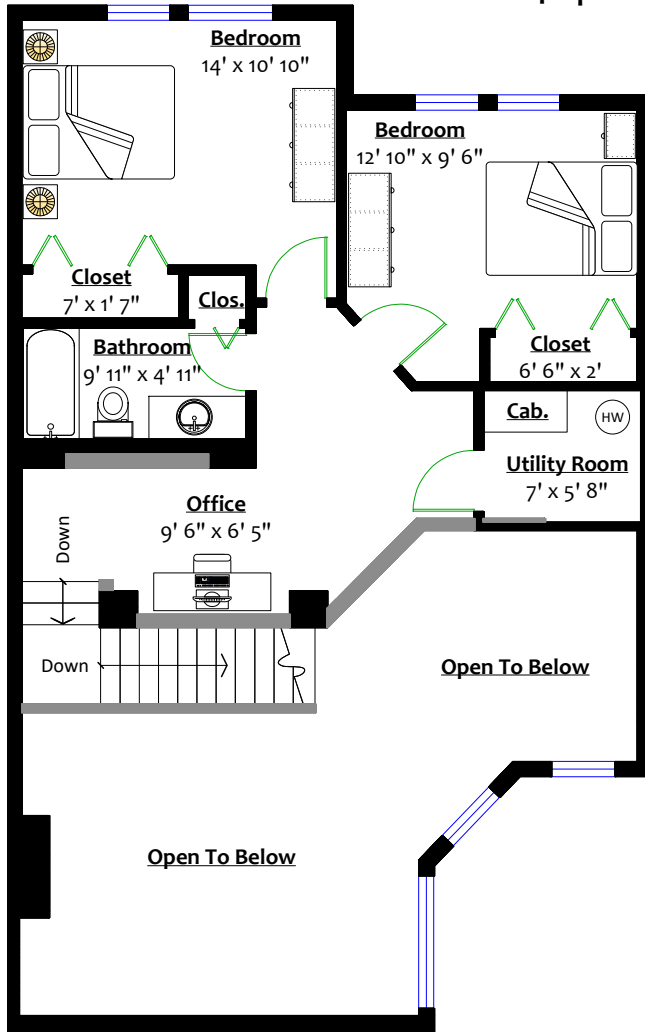 Bedroom
14' x 10' 10"
Bedroom
12' 10" x 9' 6"
Closet
7' x 1' 7"
Clos.
Bathroom
9' 11" x 4' 11"
Closet
6' 6" x 2'
Cab.
HW
Utility Room
7' x 5' 8"
Office
9' 6" x 6' 5"
Down
Down
Open To Below
Open To Below